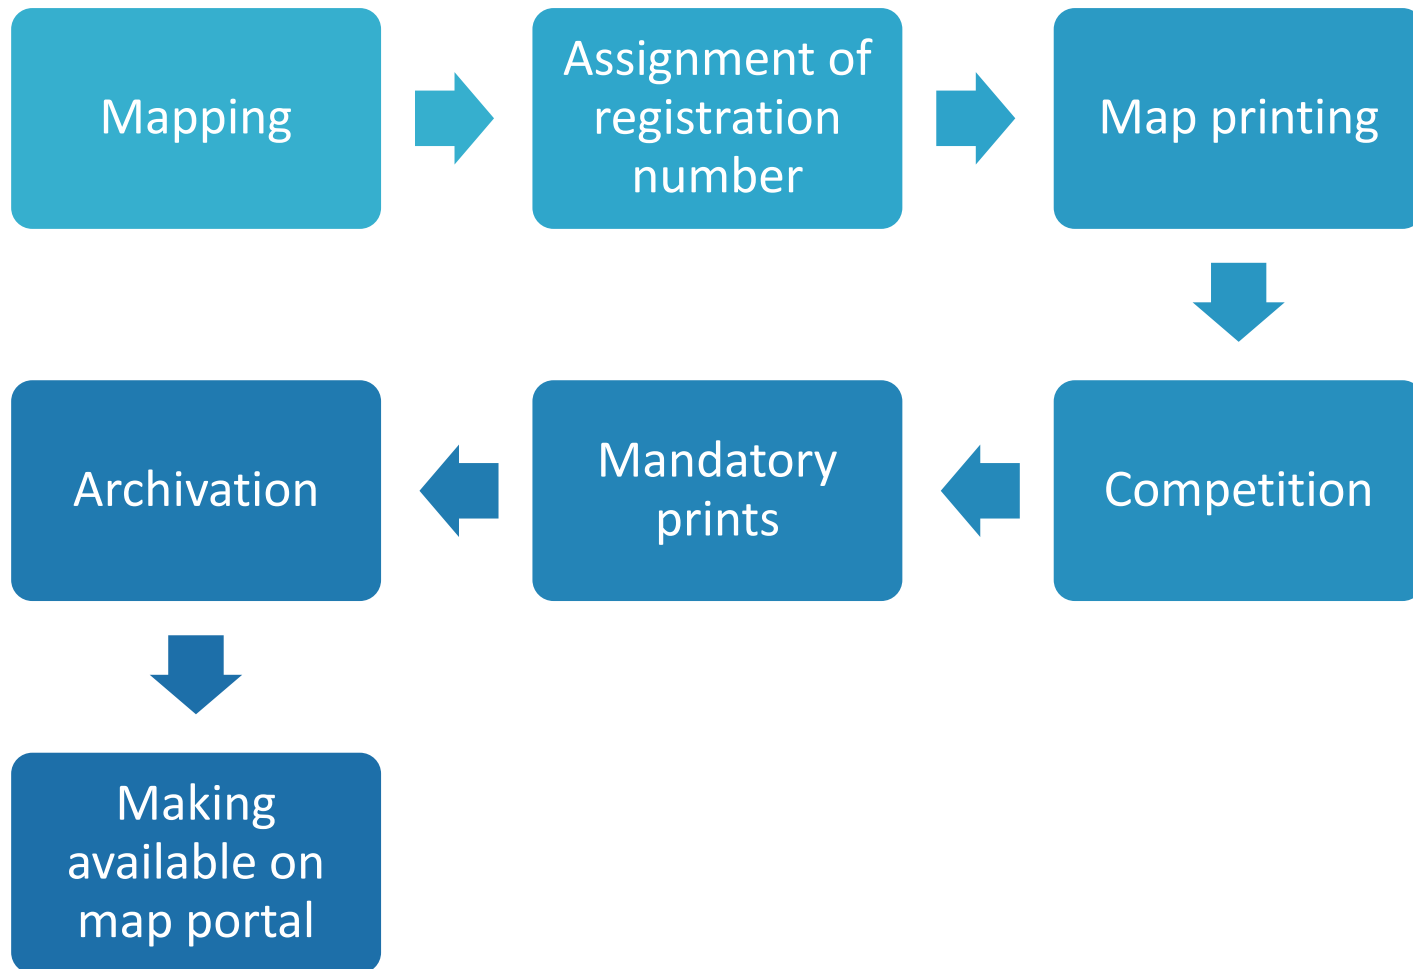 Mapping
Assignment of
registration
number
Map printing
Competition
Mandatory
prints
Archivation
Making
available on
map portal